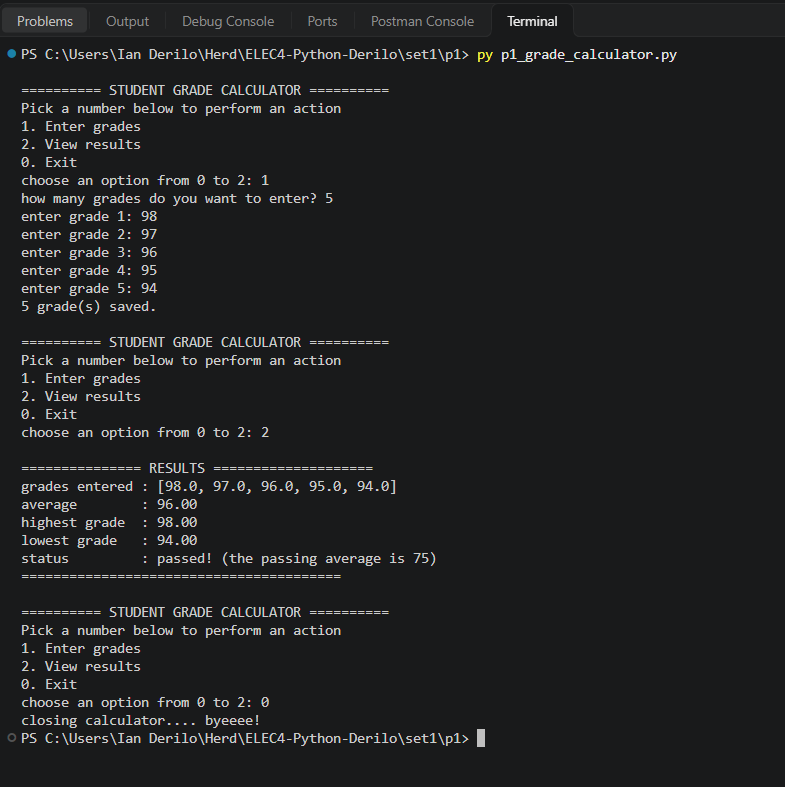 Problems Output Debug Console Ports Postman Console Terminal
PS C:\Users\Ian Derilo\Herd\ELEC4-Python-Derilo\set1\p1> py p1_grade_calculator.py
========== STUDENT GRADE CALCULATOR ==========
Pick a number below to perform an action
1. Enter grades
2. View results
0. Exit
choose an option from 0 to 2: 1
how many grades do you want to enter? 5
enter grade 1: 98
enter grade 2: 97
enter grade 3: 96
enter grade 4: 95
enter grade 5: 94
5 grade(s) saved.
========== STUDENT GRADE CALCULATOR ==========
Pick a number below to perform an action
1. Enter grades
2. View results
0. Exit
choose an option from 0 to 2: 2
=============== RESULTS ====================
grades entered : [98.0, 97.0, 96.0, 95.0, 94.0]
average        : 96.00
highest grade  : 98.00
lowest grade   : 94.00
status         : passed! (the passing average is 75)
========================================
========== STUDENT GRADE CALCULATOR ==========
Pick a number below to perform an action
1. Enter grades
2. View results
0. Exit
choose an option from 0 to 2: 0
closing calculator.... byeeee!
PS C:\Users\Ian Derilo\Herd\ELEC4-Python-Derilo\set1\p1>